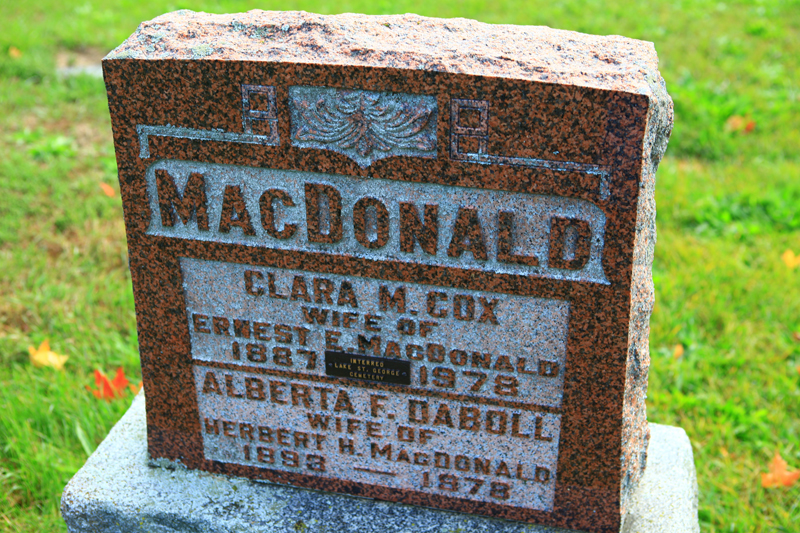 MACDONALD
CLARA M. COX
WIFE OF
ERNEST E. MACDONALD
1887 1978
INTERRED
LAKE ST. GEORGE
CEMETERY
ALBERTA F. DABOLL
WIFE OF
HERBERT H. MACDONALD
1893 — 1978